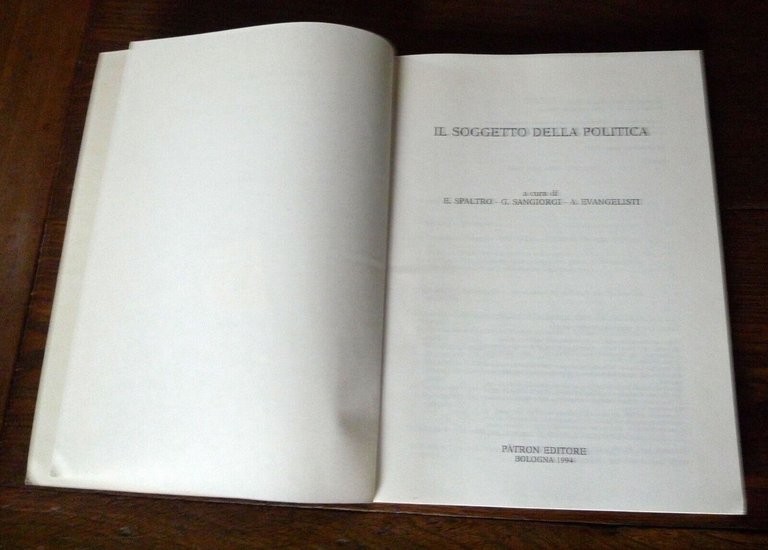 IL SOGGETTO DELLA POLITICA
a cura di
E. SPALTRO - G. SANGIORGI - A. EVANGELISTI
PÀTRON EDITORE
BOLOGNA 1994